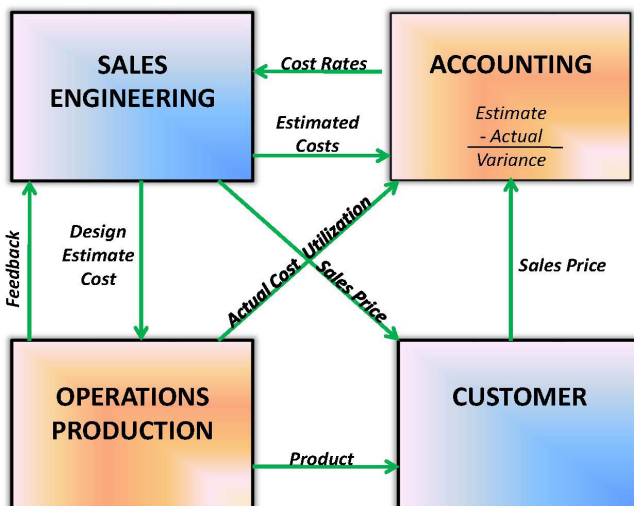 SALES
ENGINEERING
Cost Rates
ACCOUNTING
Estimate
- Actual
Variance
Estimated
Costs
Feedback
Design
Estimate
Cost
Actual Cost Utilization
Sales Price
Sales Price
OPERATIONS
PRODUCTION
Product
CUSTOMER